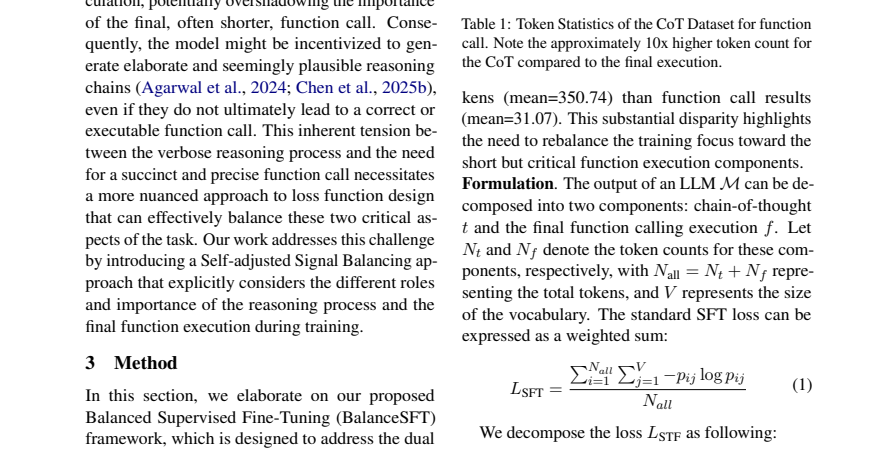 culation, potentially overshadowing the importance
of the final, often shorter, function call. Conse-
quently, the model might be incentivized to gen-
erate elaborate and seemingly plausible reasoning
chains (Agarwal et al., 2024; Chen et al., 2025b),
even if they do not ultimately lead to a correct or
executable function call. This inherent tension be-
tween the verbose reasoning process and the need
for a succinct and precise function call necessitates
a more nuanced approach to loss function design
that can effectively balance these two critical as-
pects of the task. Our work addresses this challenge
by introducing a Self-adjusted Signal Balancing ap-
proach that explicitly considers the different roles
and importance of the reasoning process and the
final function execution during training.
3 Method
In this section, we elaborate on our proposed
Balanced Supervised Fine-Tuning (BalanceSFT)
framework, which is designed to address the dual
Table 1: Token Statistics of the CoT Dataset for function
call. Note the approximately 10x higher token count for
the CoT compared to the final execution.
kens (mean=350.74) than function call results
(mean=31.07). This substantial disparity highlights
the need to rebalance the training focus toward the
short but critical function execution components.
Formulation. The output of an LLM ℳ can be de-
composed into two components: chain-of-thought
t and the final function calling execution f. Let
N_t and N_f denote the token counts for these com-
ponents, respectively, with N_all = N_t + N_f repre-
senting the total tokens, and V represents the size
of the vocabulary. The standard SFT loss can be
expressed as a weighted sum:
L_SFT = \frac{\sum_{i=1}^{N_{all}} \sum_{j=1}^{V} -p_{ij} \log p_{ij}}{N_{all}} (1)
We decompose the loss L_STF as following: